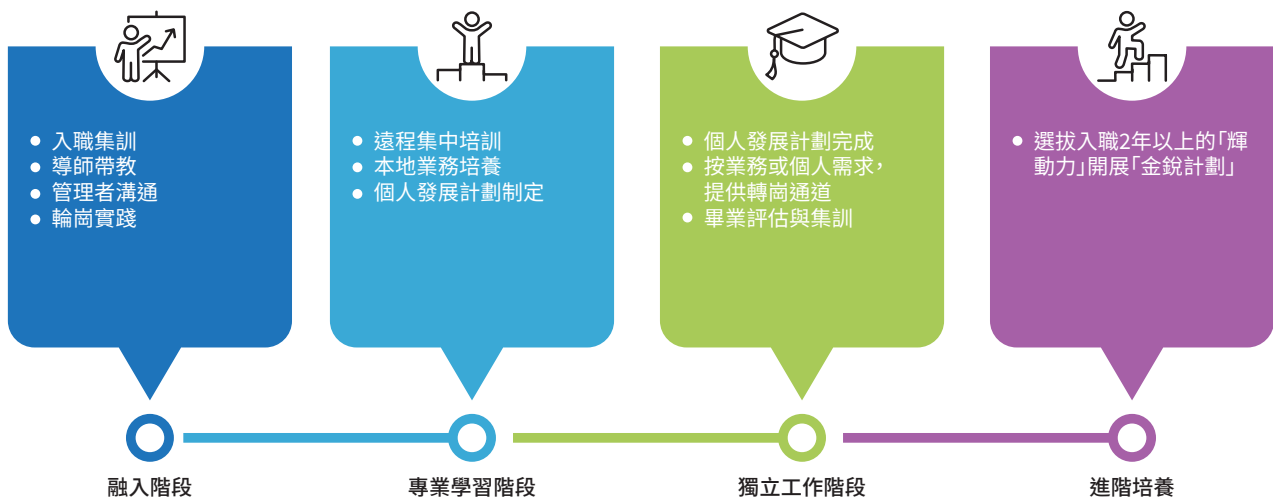 ● 入職集訓
● 導師帶教
● 管理者溝通
● 輪崗實踐
融入階段
● 遠程集中培訓
● 本地業務培養
● 個人發展計劃制定
專業學習階段
● 個人發展計劃完成
● 按業務或個人需求，
提供轉崗通道
● 畢業評估與集訓
獨立工作階段
● 選拔入職2年以上的「輝
動力」開展「金銳計劃」
進階培養